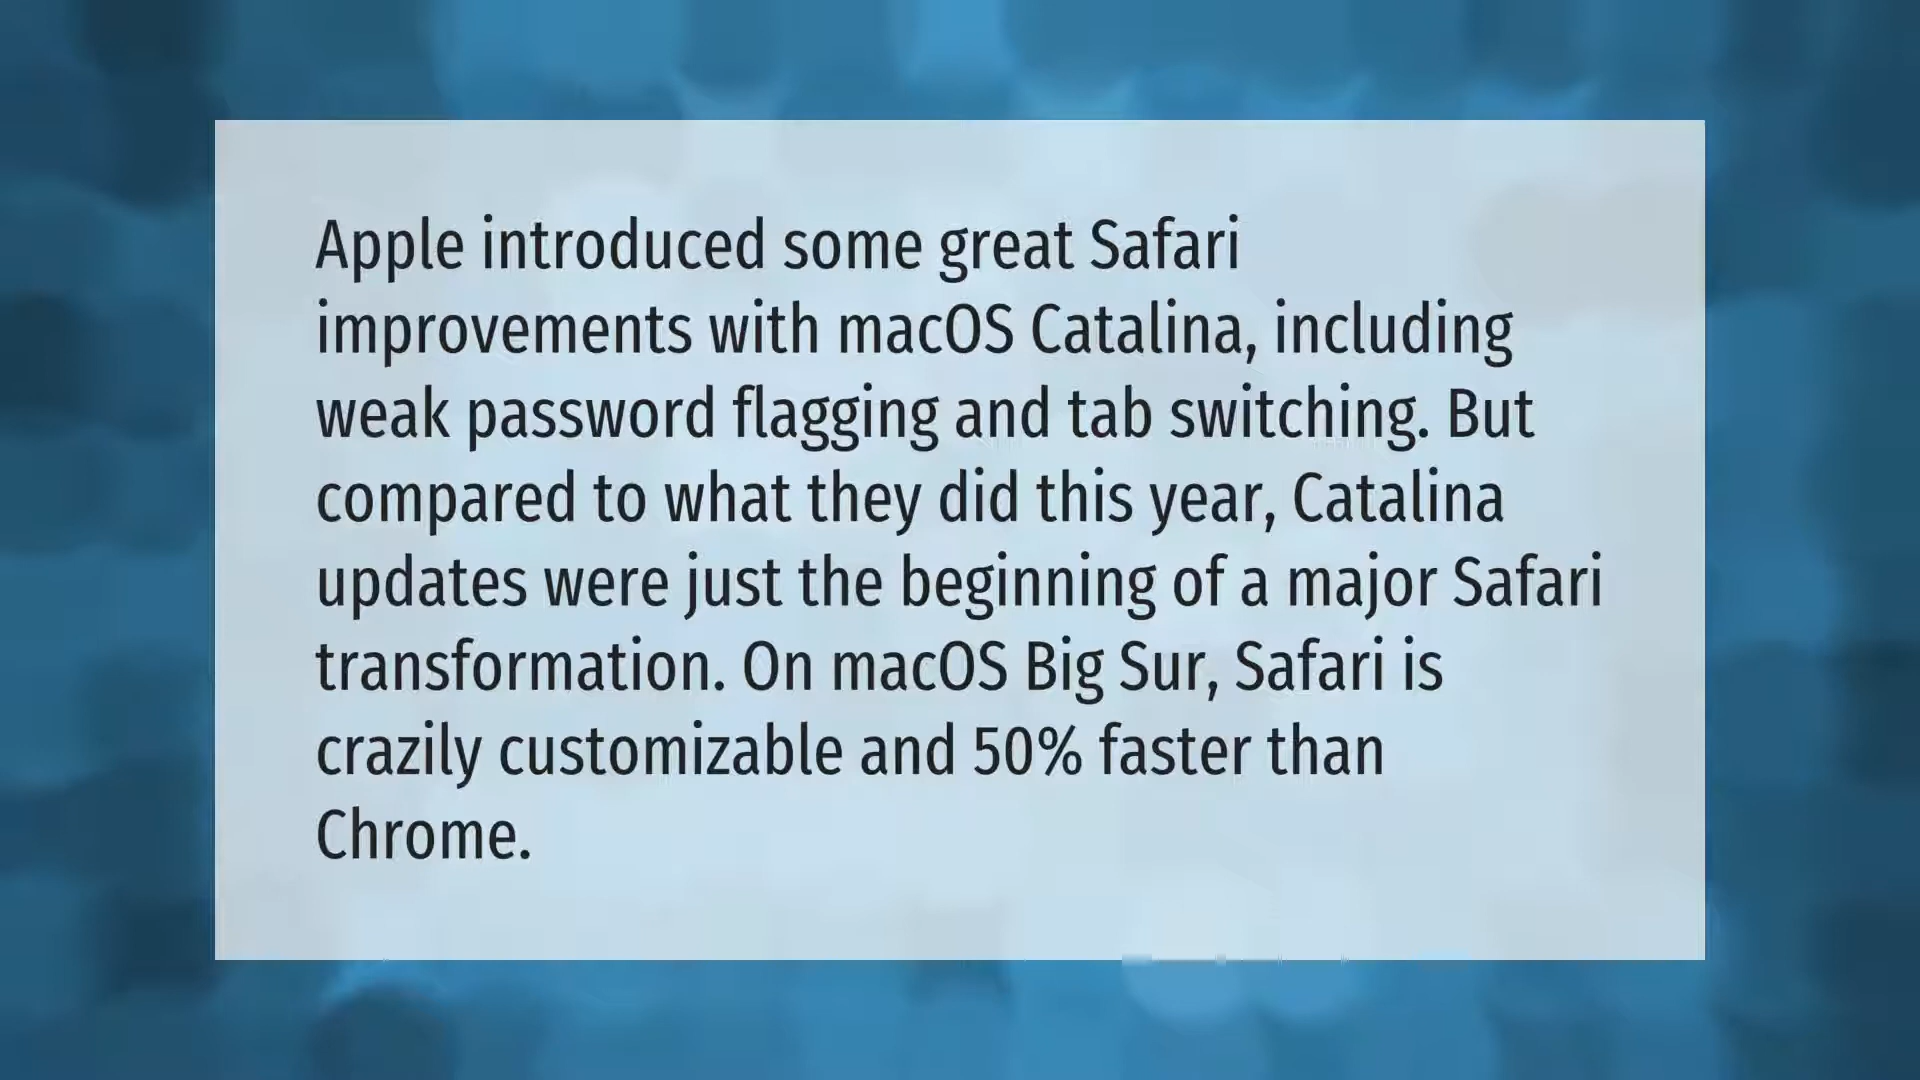 Apple introduced some great Safari
improvements with macOS Catalina, including
weak password flagging and tab switching. But
compared to what they did this year, Catalina
updates were just the beginning of a major Safari
transformation. On macOS Big Sur, Safari is
crazily customizable and 50% faster than
Chrome.